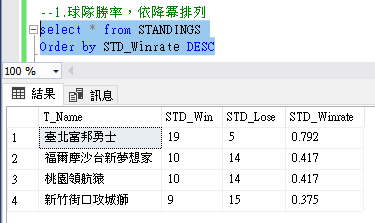 --1.球隊勝率，依降冪排列
select * from STANDINGS
Order by STD_Winrate DESC
100 %
結果 訊息
T_Name STD_Win STD_Lose STD_Winrate
1 臺北富邦勇士 19 5 0.792
2 福爾摩沙台新夢想家 10 14 0.417
3 桃園領航猿 10 14 0.417
4 新竹街口攻城獅 9 15 0.375